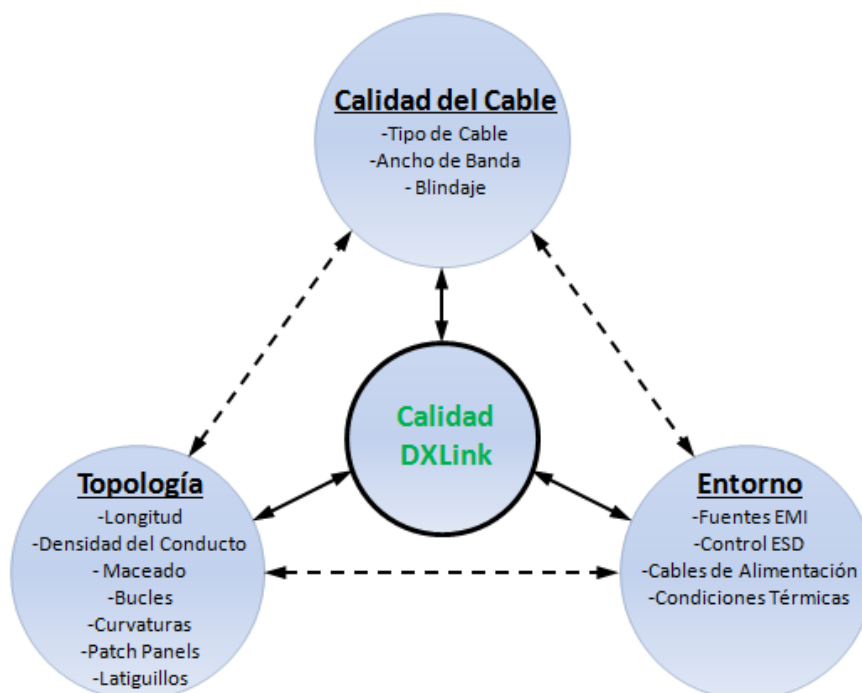 Calidad del Cable
-Tipo de Cable
-Ancho de Banda
- Blindaje
Calidad
DXLink
Topología
-Longitud
-Densidad del Conducto
- Maceado
-Bucles
-Curvaturas
-Patch Panels
-Latiguillos
Entorno
-Fuentes EMI
-Control ESD
-Cables de Alimentación
-Condiciones Térmicas